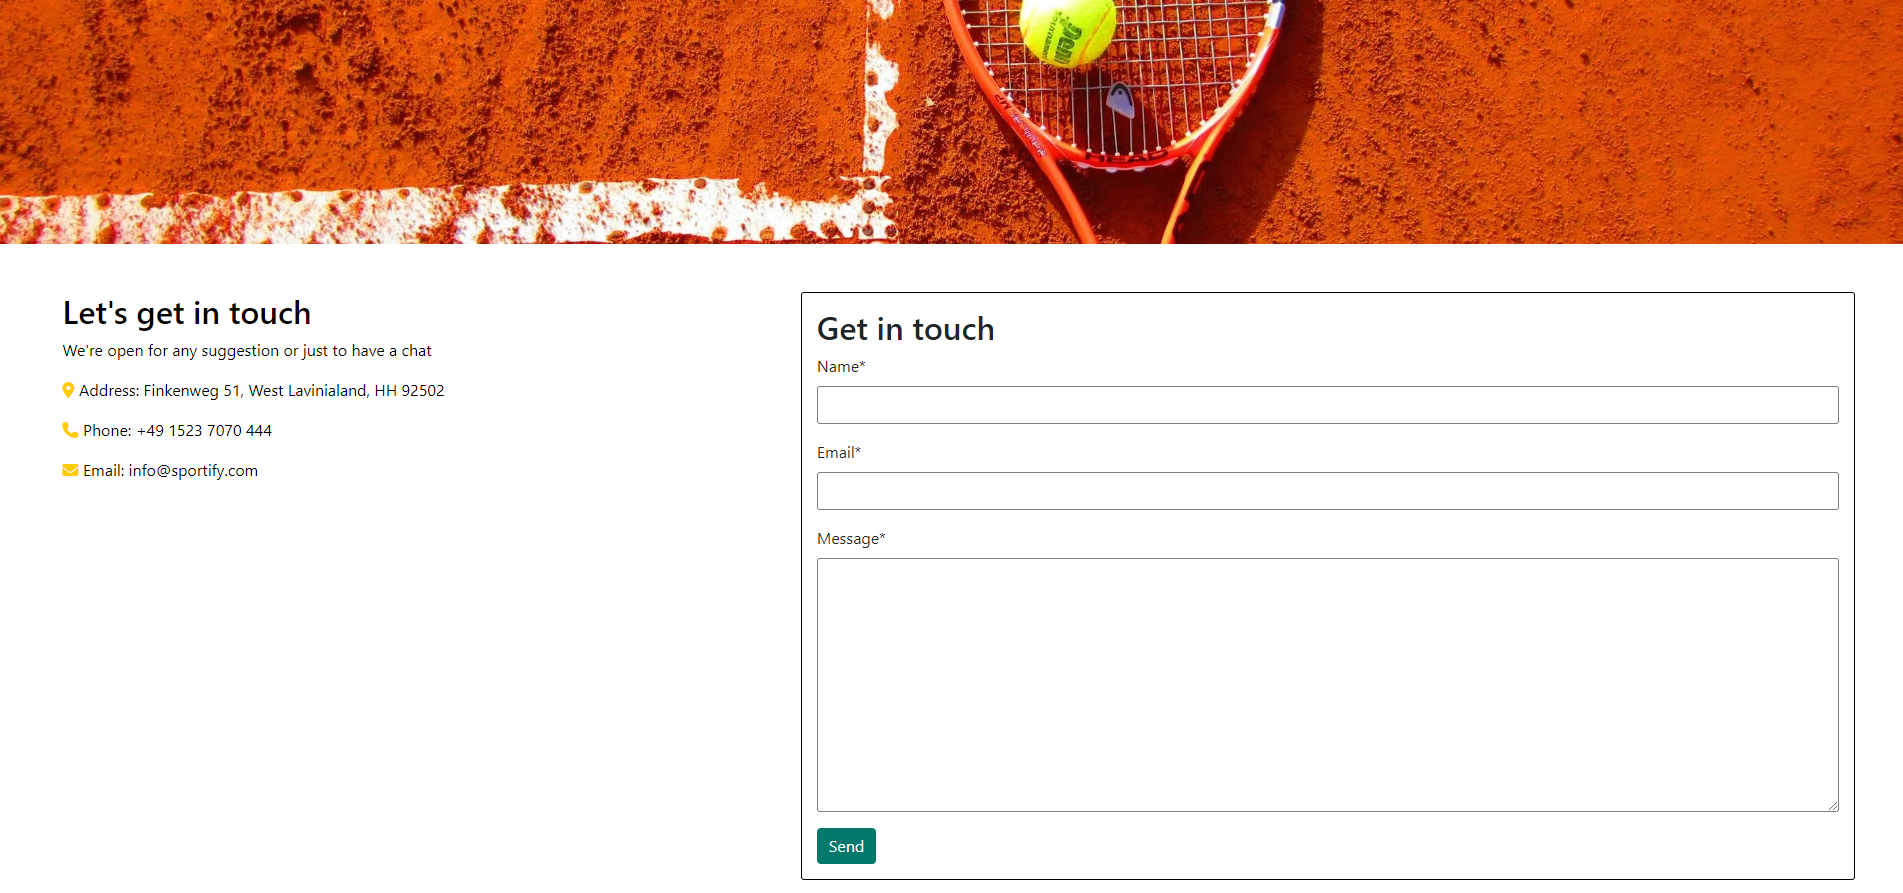 Let's get in touch
We're open for any suggestion or just to have a chat
Address: Finkenweg 51, West Lavinialand, HH 92502
Phone: +49 1523 7070 444
Email: info@sportify.com
Get in touch
Name*
Email*
Message*
Send